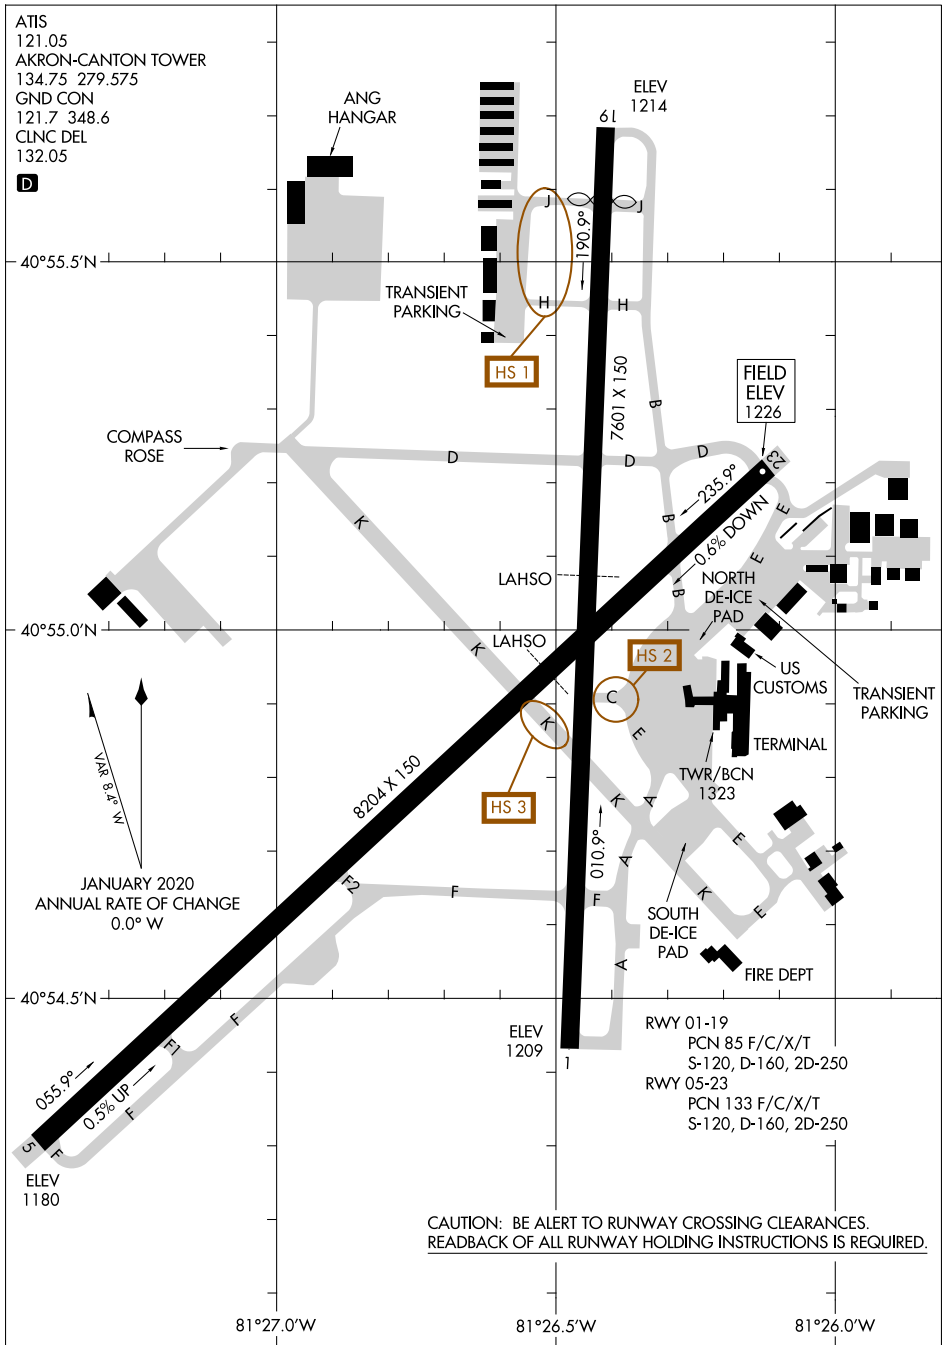 ATIS
121.05
AKRON-CANTON TOWER
134.75 279.575
GND CON
121.7 348.6
CLNC DEL
132.05
D
ANG
HANGAR
ELEV
1214
19
J
J
190.9°
40°55.5'N
TRANSIENT
PARKING
H
H
HS 1
7601 X 150
FIELD
ELEV
1226
B
COMPASS
ROSE
D
D
D
23
235.9°
0.6% DOWN
K
B
E
E
LAHSO
NORTH
DE-ICE
PAD
B
40°55.0'N
LAHSO
K
HS 2
US
CUSTOMS
TRANSIENT
PARKING
C
K
E
TERMINAL
VAR 8.4° W
TWR/BCN
1323
8204 X 150
HS 3
K
A
010.9°
E
A
JANUARY 2020
ANNUAL RATE OF CHANGE
0.0° W
F2
F
F
K
E
SOUTH
DE-ICE
PAD
A
FIRE DEPT
40°54.5'N
F
F1
ELEV
1209
1
RWY 01-19
PCN 85 F/C/X/T
S-120, D-160, 2D-250
RWY 05-23
PCN 133 F/C/X/T
S-120, D-160, 2D-250
055.9°
0.5% UP
F
5
F
ELEV
1180
CAUTION: BE ALERT TO RUNWAY CROSSING CLEARANCES.
READBACK OF ALL RUNWAY HOLDING INSTRUCTIONS IS REQUIRED.
81°27.0'W
81°26.5'W
81°26.0'W